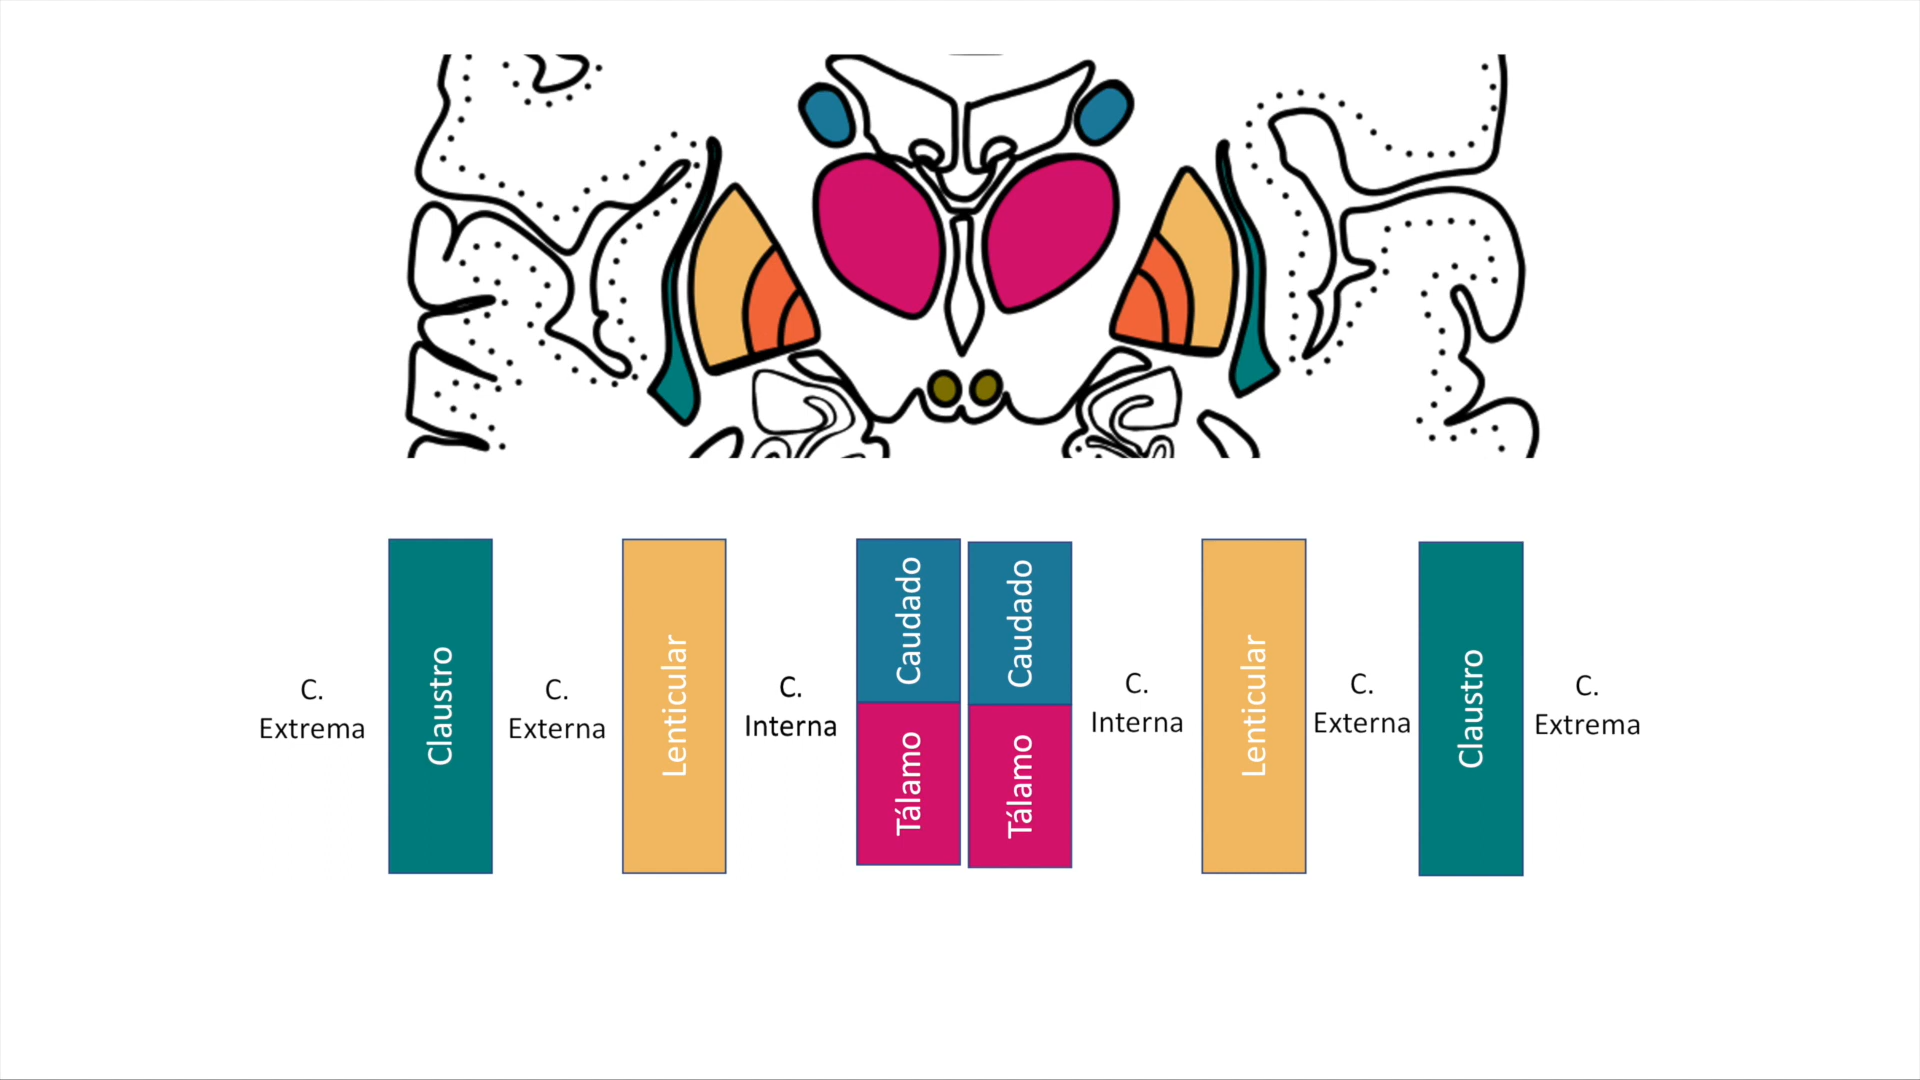 C.
Extrema
Claustro
C.
Externa
Lenticular
C.
Interna
Caudado
Tálamo
Caudado
Tálamo
C.
Interna
Lenticular
C.
Externa
Claustro
C.
Extrema